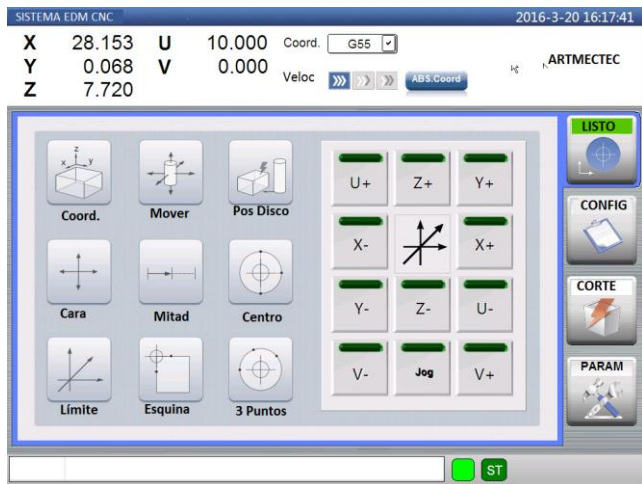 SISTEMA EDM CNC 2016-3-20 16:17:41
X 28.153 U 10.000 Coord. G55
Y 0.068 V 0.000 Veloc ABS.Coord ARTMECTEC
Z 7.720
LISTO
z
x y
Coord. Mover Pos Disco
U+ Z+ Y+
CONFIG
X- X+
Cara Mitad Centro
CORTE
Y- Z- U-
PARAM
V- Jog V+
Límite Esquina 3 Puntos
ST